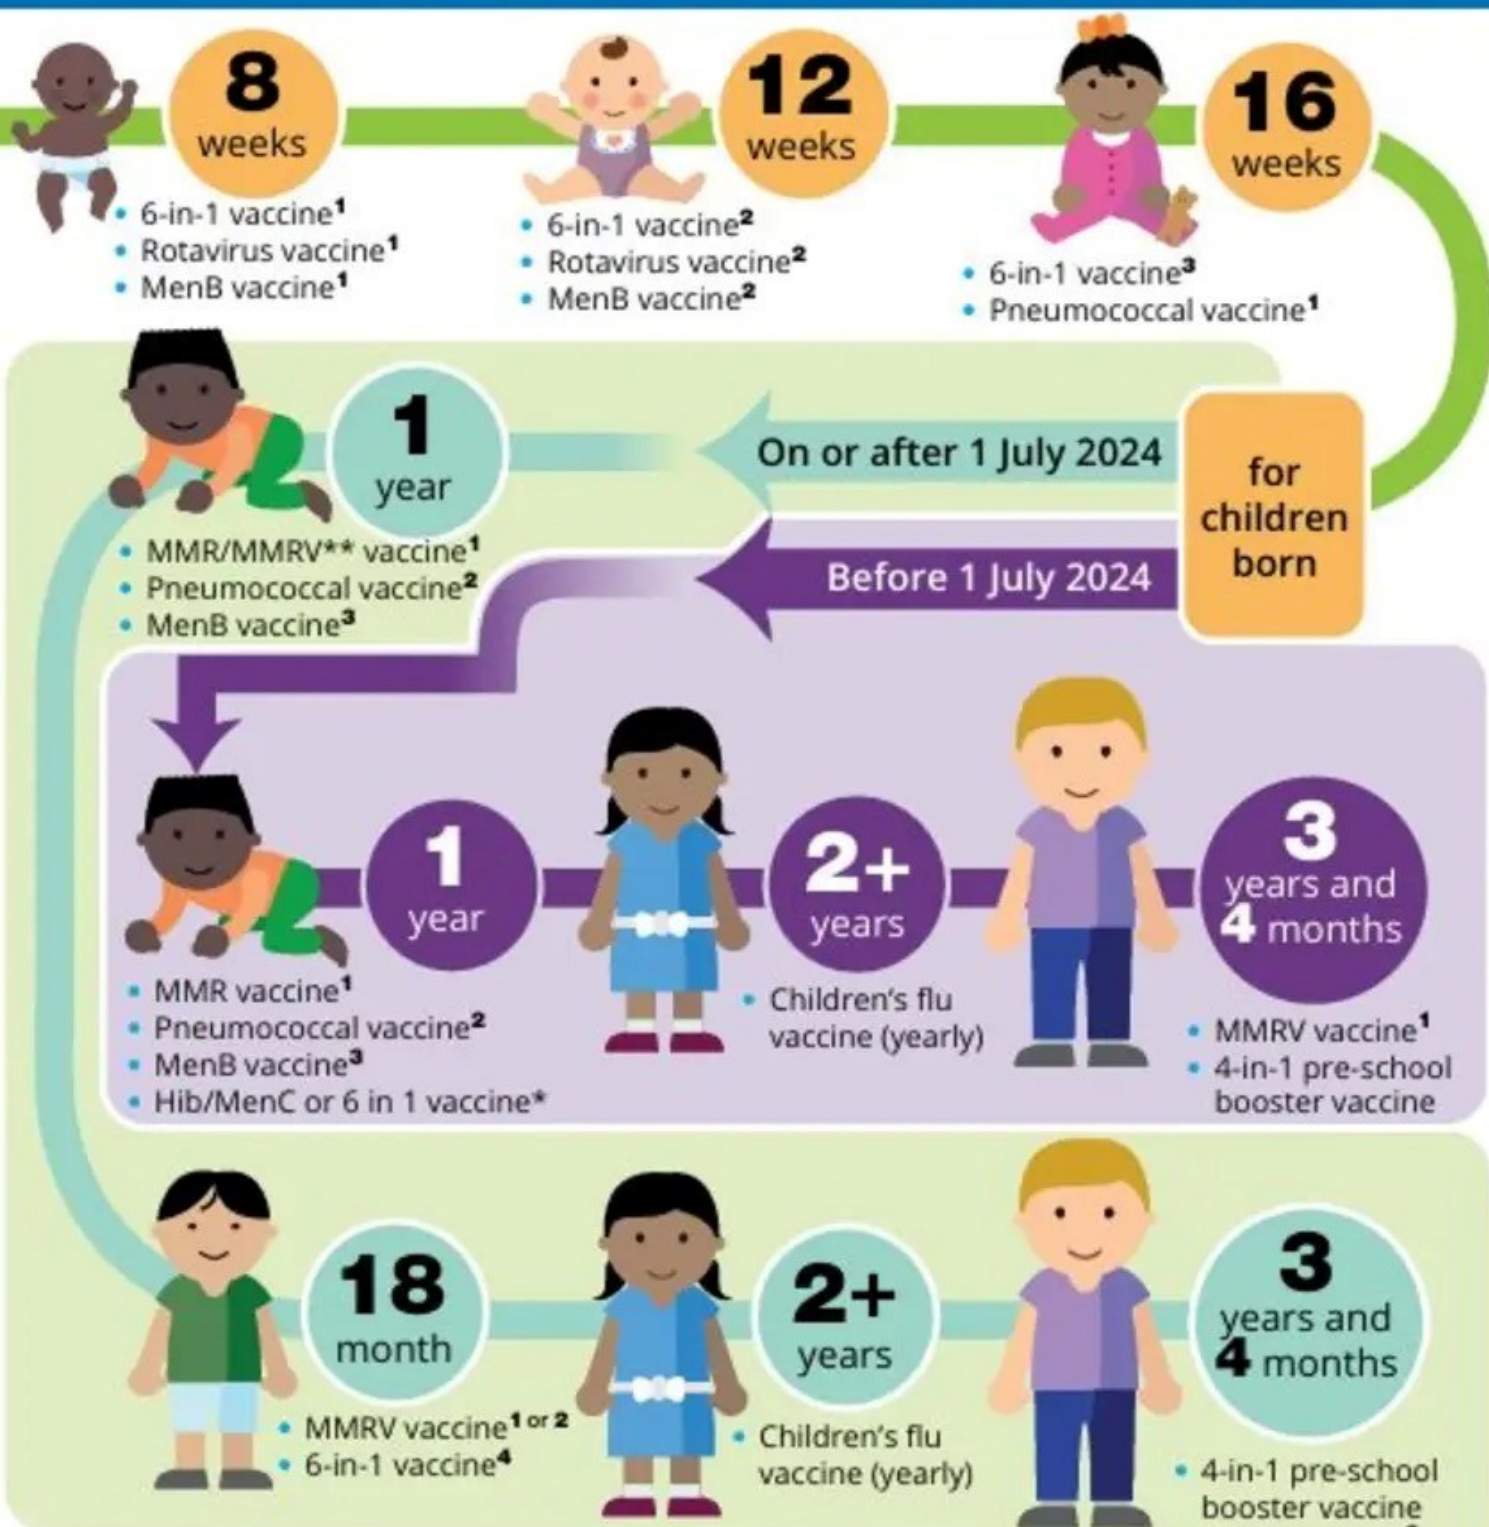 8
weeks
• 6-in-1 vaccine¹
• Rotavirus vaccine¹
• MenB vaccine¹
12
weeks
• 6-in-1 vaccine²
• Rotavirus vaccine²
• MenB vaccine²
16
weeks
• 6-in-1 vaccine³
• Pneumococcal vaccine¹
for
children
born
On or after 1 July 2024
1
year
• MMR/MMRV** vaccine¹
• Pneumococcal vaccine²
• MenB vaccine³
Before 1 July 2024
1
year
• MMR vaccine¹
• Pneumococcal vaccine²
• MenB vaccine³
• Hib/MenC or 6 in 1 vaccine*
2+
years
• Children’s flu
vaccine (yearly)
3
years and
4 months
• MMRV vaccine¹
• 4-in-1 pre-school
booster vaccine
18
month
• MMRV vaccine¹ ᵒʳ ²
• 6-in-1 vaccine⁴
2+
years
• Children’s flu
vaccine (yearly)
3
years and
4 months
• 4-in-1 pre-school
booster vaccine